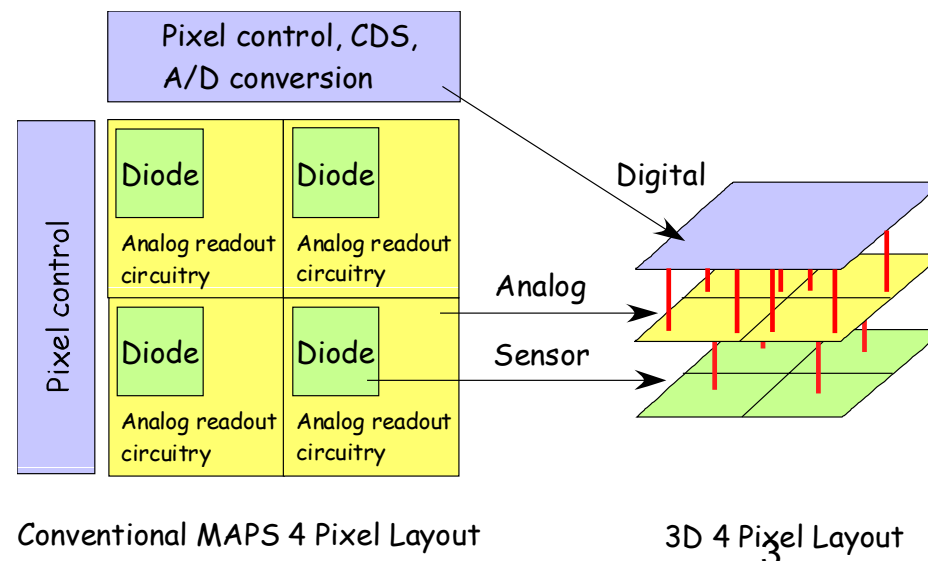 Pixel control, CDS,
A/D conversion
Pixel control
Diode
Diode
Analog readout
circuitry
Analog readout
circuitry
Diode
Diode
Analog readout
circuitry
Analog readout
circuitry
Digital
Analog
Sensor
Conventional MAPS 4 Pixel Layout
3D 4 Pixel Layout
3